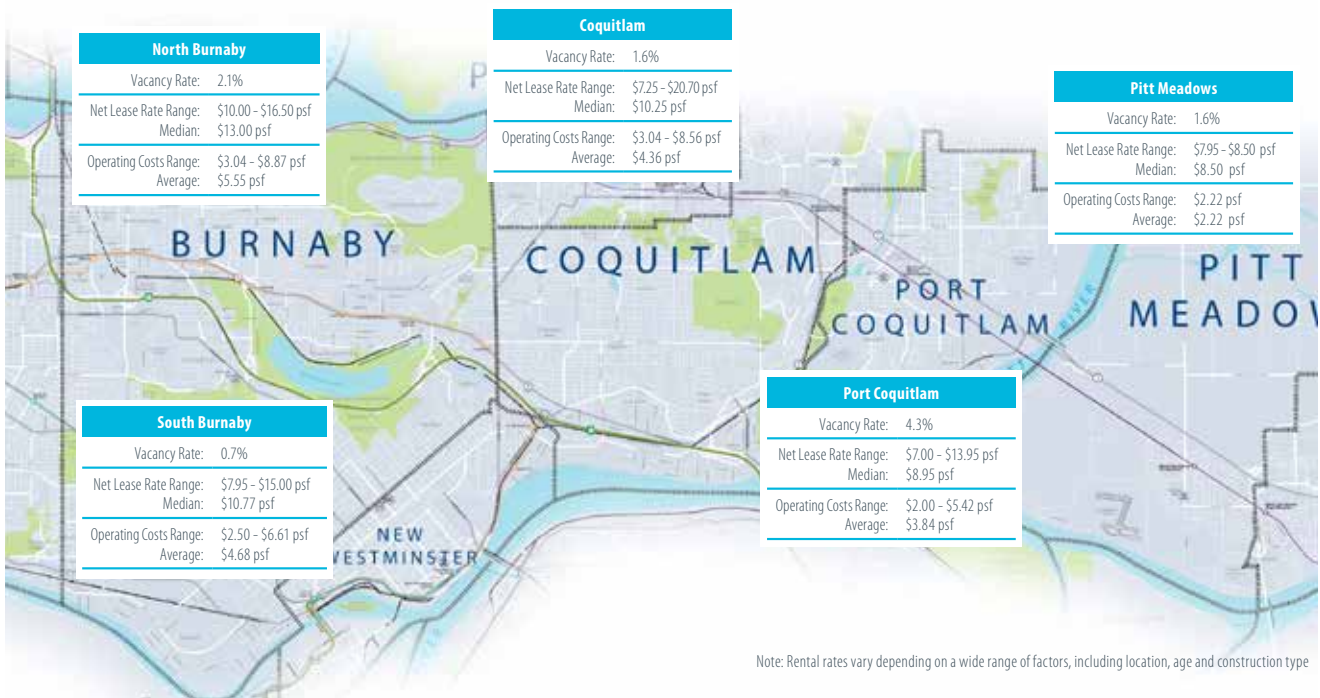 North Burnaby
Vacancy Rate: 2.1%
Net Lease Rate Range: $10.00 - $16.50 psf
Median: $13.00 psf
Operating Costs Range: $3.04 - $8.87 psf
Average: $5.55 psf
Coquitlam
Vacancy Rate: 1.6%
Net Lease Rate Range: $7.25 - $20.70 psf
Median: $10.25 psf
Operating Costs Range: $3.04 - $8.56 psf
Average: $4.36 psf
Pitt Meadows
Vacancy Rate: 1.6%
Net Lease Rate Range: $7.95 - $8.50 psf
Median: $8.50 psf
Operating Costs Range: $2.22 psf
Average: $2.22 psf
BURNABY
COQUITLAM
PORT
COQUITLAM
RIVER
PITT
MEADOW
South Burnaby
Vacancy Rate: 0.7%
Net Lease Rate Range: $7.95 - $15.00 psf
Median: $10.77 psf
Operating Costs Range: $2.50 - $6.61 psf
Average: $4.68 psf
Port Coquitlam
Vacancy Rate: 4.3%
Net Lease Rate Range: $7.00 - $13.95 psf
Median: $8.95 psf
Operating Costs Range: $2.00 - $5.42 psf
Average: $3.84 psf
NEW
WESTMINSTER
Note: Rental rates vary depending on a wide range of factors, including location, age and construction type